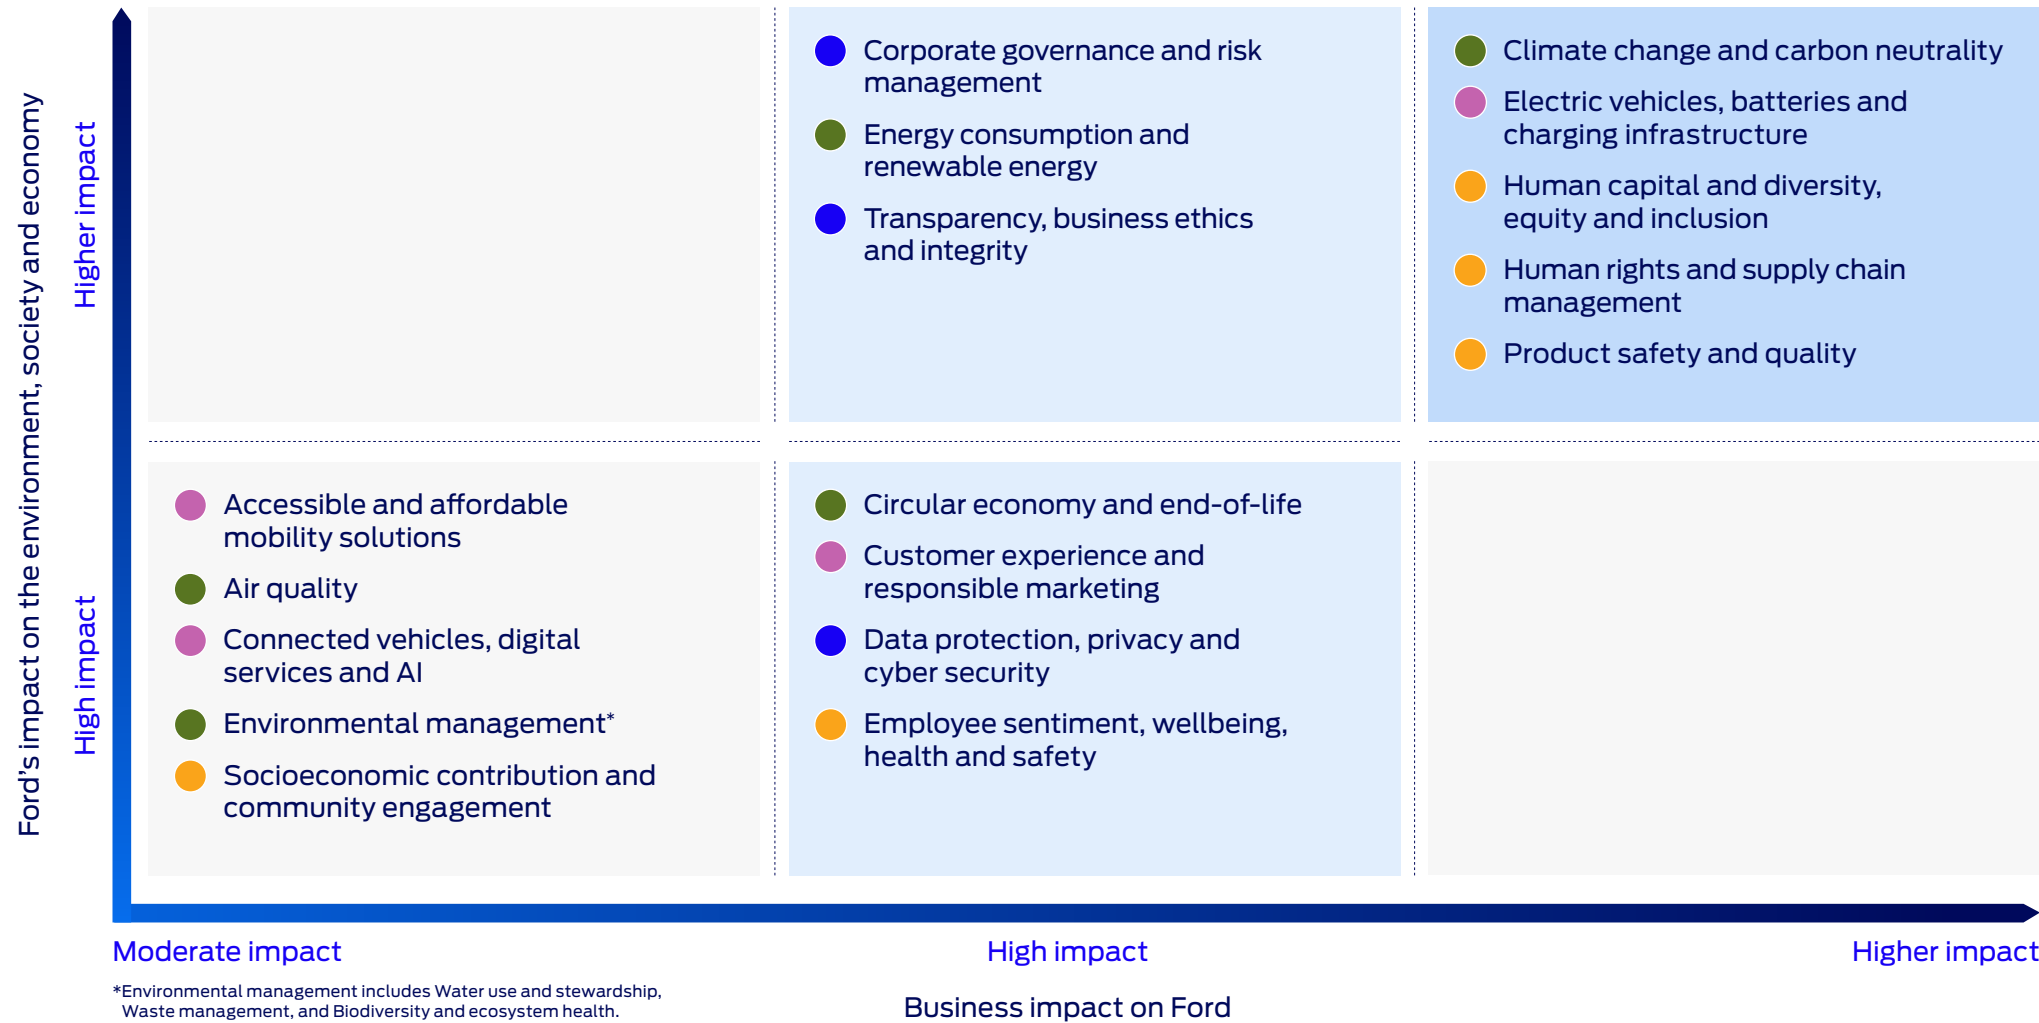 Ford's impact on the environment, society and economy
Higher impact
High impact
Corporate governance and risk
management
Energy consumption and
renewable energy
Transparency, business ethics
and integrity
Climate change and carbon neutrality
Electric vehicles, batteries and
charging infrastructure
Human capital and diversity,
equity and inclusion
Human rights and supply chain
management
Product safety and quality
Accessible and affordable
mobility solutions
Air quality
Connected vehicles, digital
services and AI
Environmental management*
Socioeconomic contribution and
community engagement
Circular economy and end-of-life
Customer experience and
responsible marketing
Data protection, privacy and
cyber security
Employee sentiment, wellbeing,
health and safety
Moderate impact
High impact
Higher impact
*Environmental management includes Water use and stewardship,
Waste management, and Biodiversity and ecosystem health.
Business impact on Ford